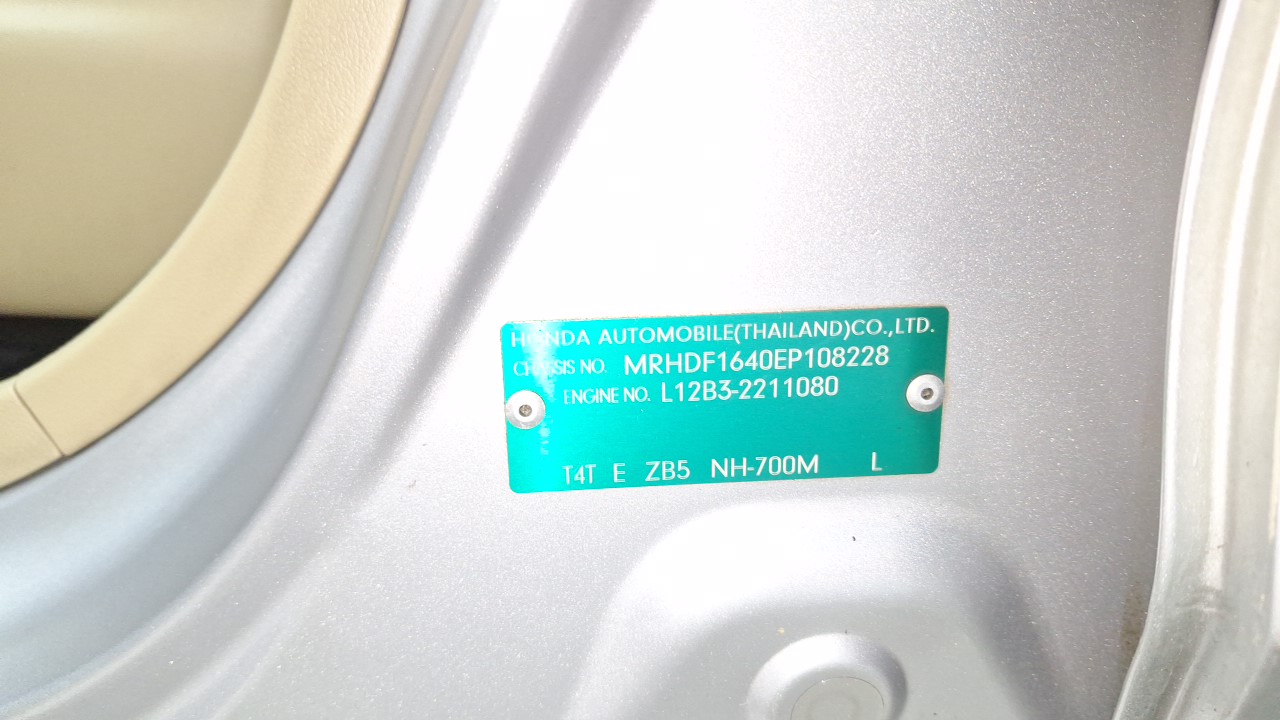 HONDA AUTOMOBILE(THAILAND)CO.,LTD.
CHASSIS NO. MRHDF1640EP108228
ENGINE NO. L12B3-2211080
T4T E ZB5 NH-700M L